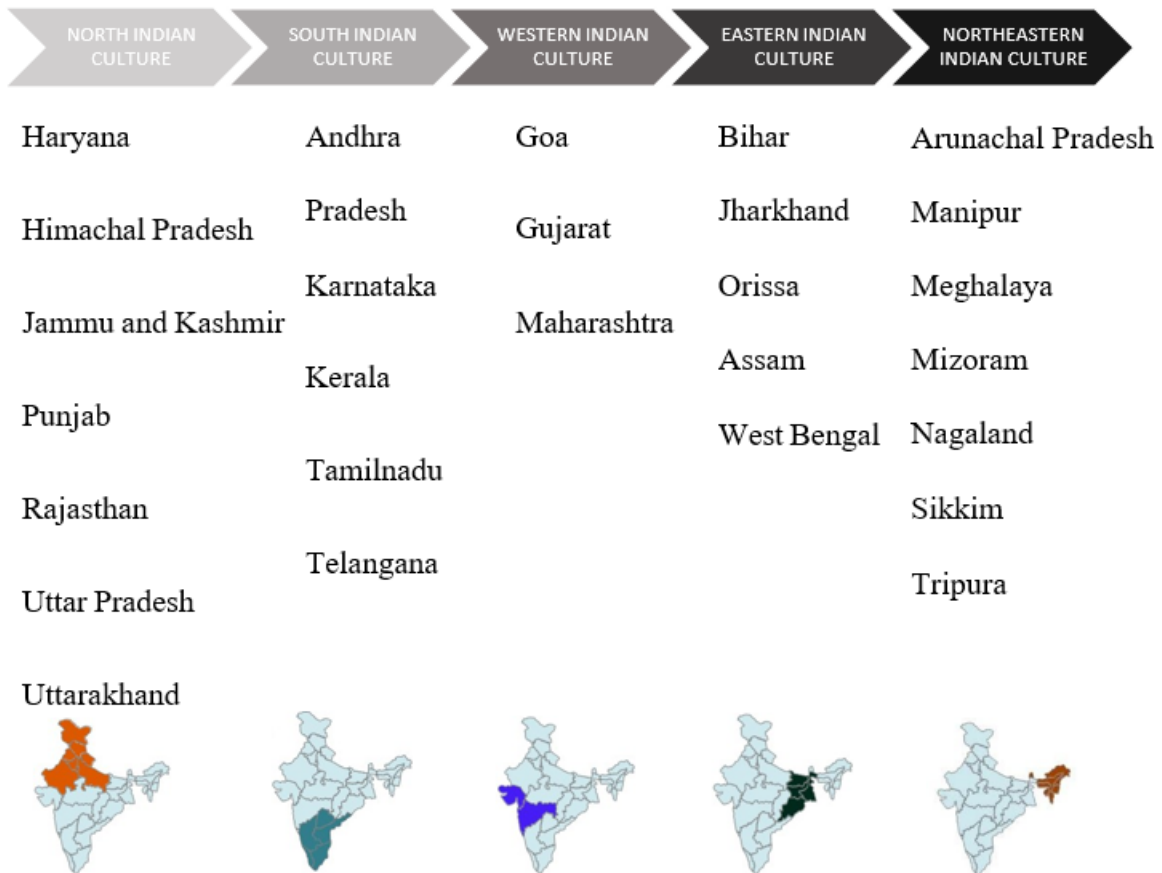 NORTH INDIAN
CULTURE
SOUTH INDIAN
CULTURE
WESTERN INDIAN
CULTURE
EASTERN INDIAN
CULTURE
NORTHEASTERN
INDIAN CULTURE
Haryana
Himachal Pradesh
Jammu and Kashmir
Punjab
Rajasthan
Uttar Pradesh
Uttarakhand
Andhra
Pradesh
Karnataka
Kerala
Tamilnadu
Telangana
Goa
Gujarat
Maharashtra
Bihar
Jharkhand
Orissa
Assam
West Bengal
Arunachal Pradesh
Manipur
Meghalaya
Mizoram
Nagaland
Sikkim
Tripura